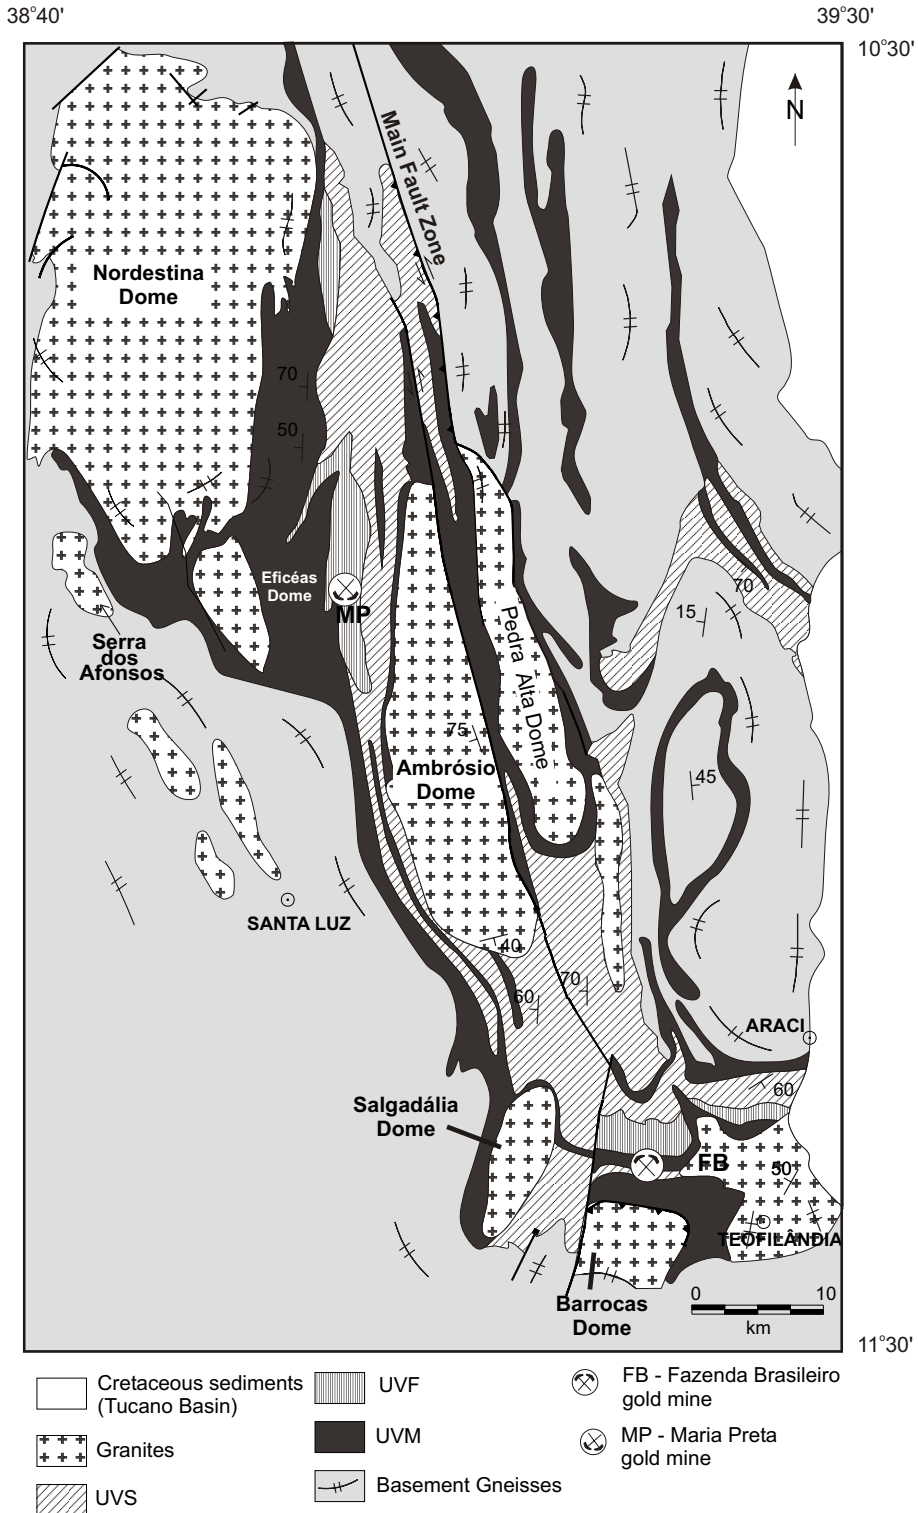 38°40'
39°30'
10°30'
N
Main Fault Zone
Nordestina
Dome
70
50
Eficéas
Dome
MP
Serra
dos
Afonsos
Pedra Alta Dome
70
15
75
45
Ambrósio
Dome
SANTA LUZ
40
60
70
ARACI
60
Salgadália
Dome
FB
50
TEOFILÂNDIA
Barrocas
Dome
0 10
km
11°30'
Cretaceous sediments
(Tucano Basin)
Granites
UVS
UVF
UVM
Basement Gneisses
FB - Fazenda Brasileiro
gold mine
MP - Maria Preta
gold mine